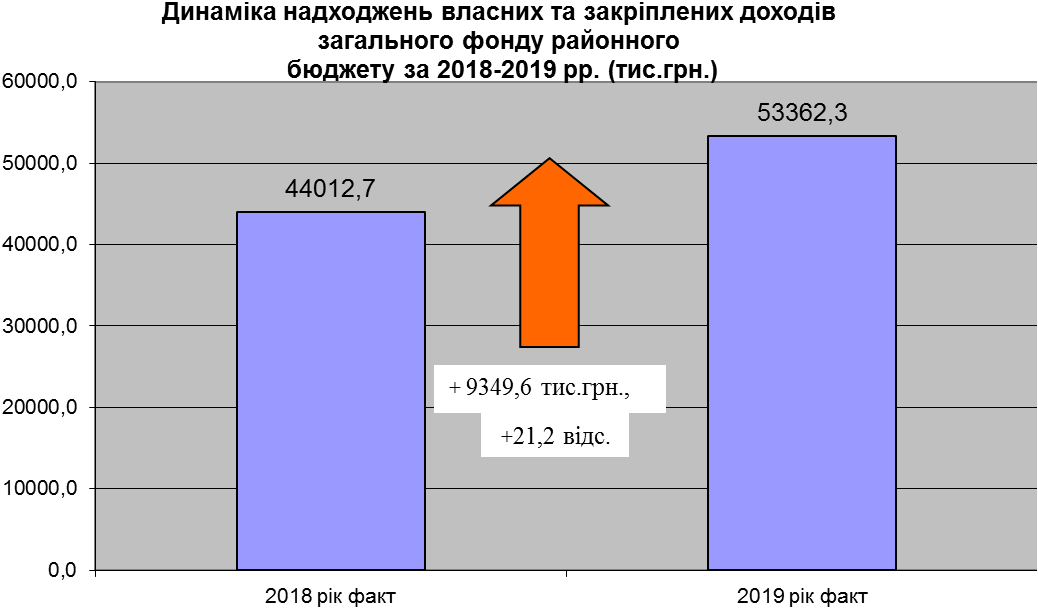 Динаміка надходжень власних та закріплених доходів
загального фонду районного
бюджету за 2018-2019 рр. (тис.грн.)
60000,0
50000,0
40000,0
30000,0
20000,0
10000,0
0,0
44012,7
53362,3
+ 9349,6 тис.грн.,
+21,2 відс.
2018 рік факт
2019 рік факт